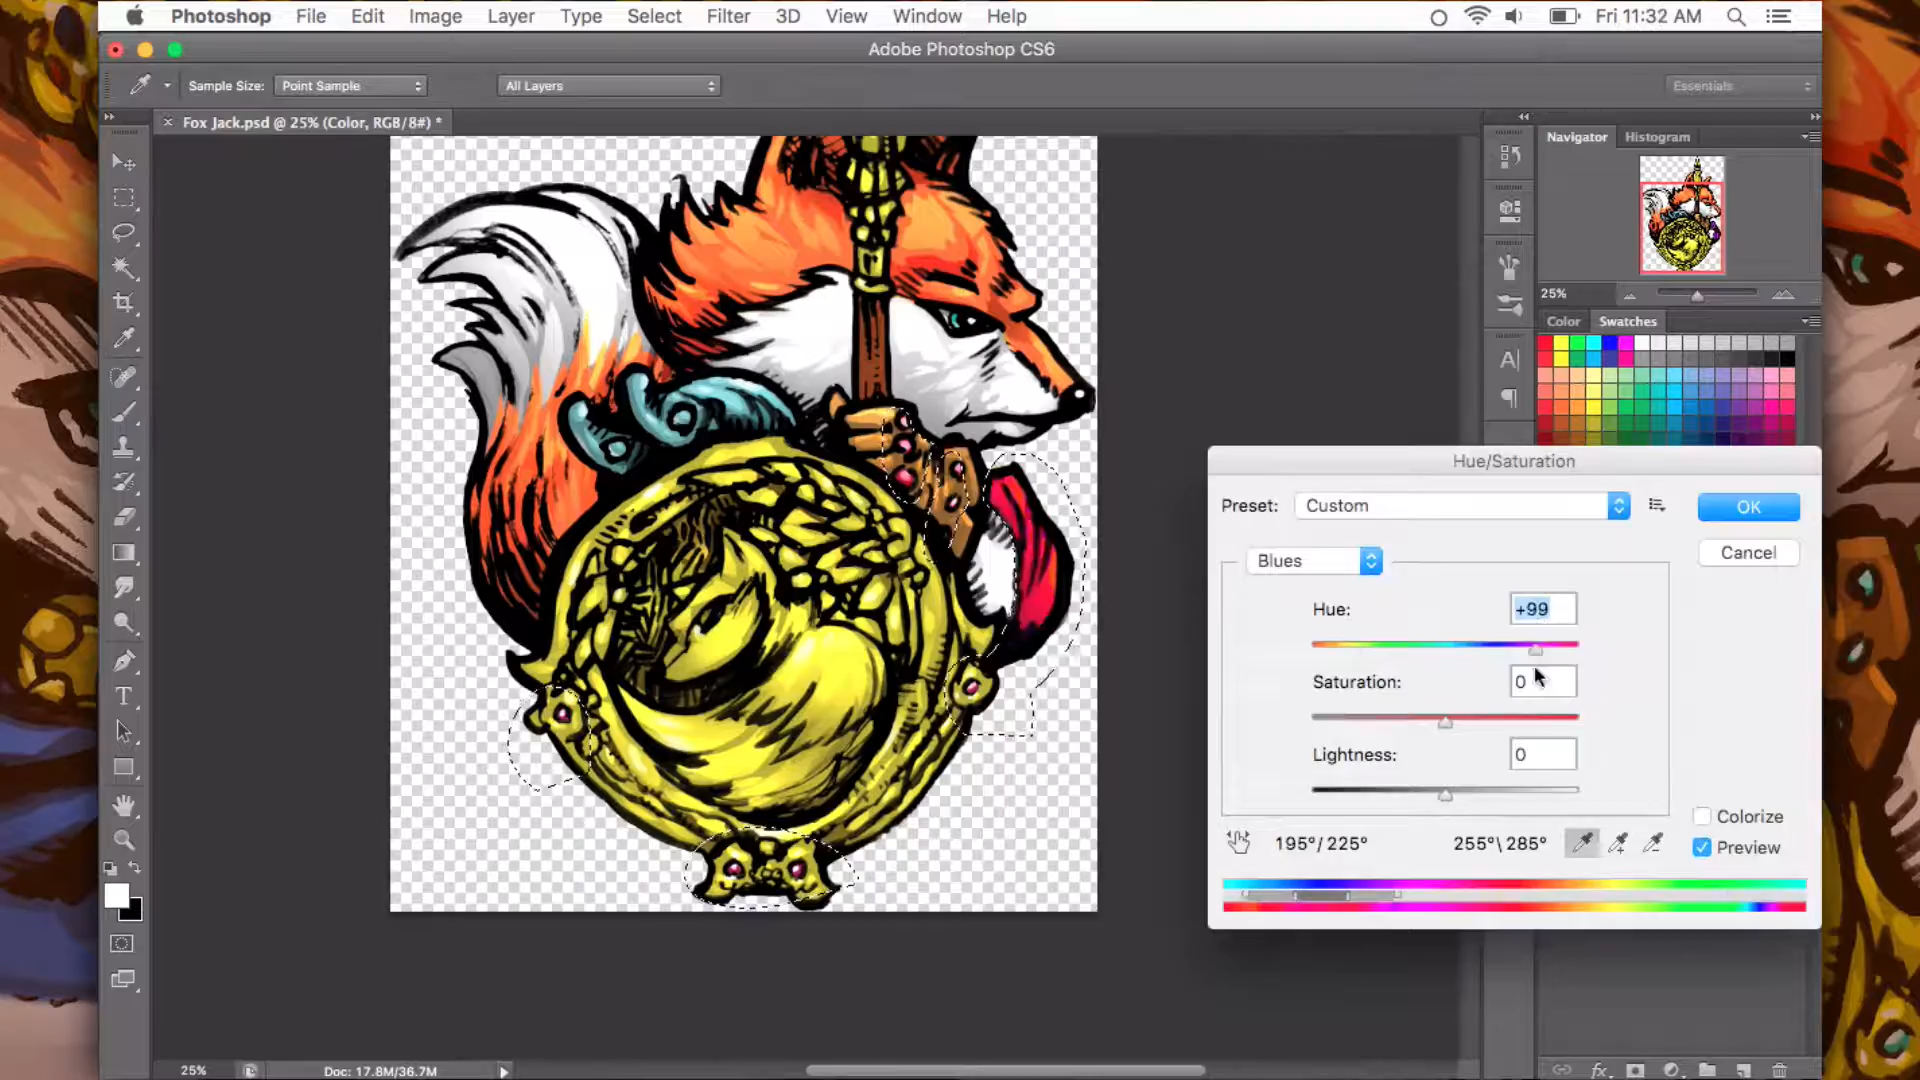 Photoshop File Edit Image Layer Type Select Filter 3D View Window Help Fri 11:32 AM
Adobe Photoshop CS6
Sample Size: Point Sample All Layers Essentials
Fox Jack.psd @ 25% (Color, RGB/8#) *
Navigator Histogram
25%
Color Swatches
Hue/Saturation
Preset: Custom OK
Cancel
Blues
Hue: +99
Saturation: 0
Lightness: 0
Colorize
195°/ 225° 255°\ 285° Preview
25% Doc: 17.8M/36.7M